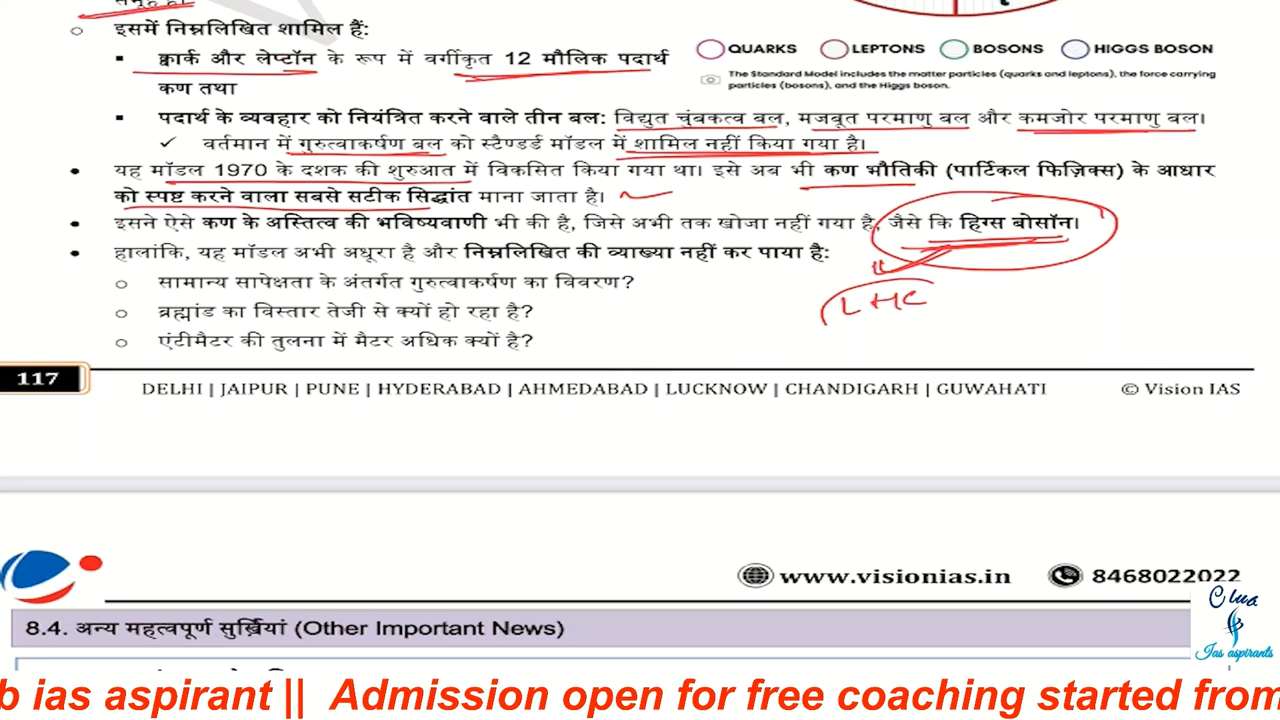 इसमें निम्नलिखित शामिल हैं:
क्वार्क और लेप्टॉन के रूप में वर्गीकृत 12 मौलिक पदार्थ
कण तथा
QUARKS LEPTONS BOSONS HIGGS BOSON
The Standard Model includes the matter particles (quarks and leptons), the force carrying
particles (bosons), and the Higgs boson.
पदार्थ के व्यवहार को नियंत्रित करने वाले तीन बल: विद्युत चुंबकत्व बल, मजबूत परमाणु बल और कमजोर परमाणु बल।
✓ वर्तमान में गुरुत्वाकर्षण बल को स्टैण्डर्ड मॉडल में शामिल नहीं किया गया है।
यह मॉडल 1970 के दशक की शुरुआत में विकसित किया गया था। इसे अब भी कण भौतिकी (पार्टिकल फिज़िक्स) के आधार
को स्पष्ट करने वाला सबसे सटीक सिद्धांत माना जाता है।
इसने ऐसे कण के अस्तित्व की भविष्यवाणी भी की है, जिसे अभी तक खोजा नहीं गया है, जैसे कि हिग्स बोसॉन।
हालांकि, यह मॉडल अभी अधूरा है और निम्नलिखित की व्याख्या नहीं कर पाया है:
सामान्य सापेक्षता के अंतर्गत गुरुत्वाकर्षण का विवरण?
LHC
ब्रह्मांड का विस्तार तेजी से क्यों हो रहा है?
एंटीमैटर की तुलना में मैटर अधिक क्यों है?
117
DELHI | JAIPUR | PUNE | HYDERABAD | AHMEDABAD | LUCKNOW | CHANDIGARH | GUWAHATI © Vision IAS
www.visionias.in 8468022022
8.4. अन्य महत्वपूर्ण सुर्ख़ियां (Other Important News)
Ias aspirants
b ias aspirant || Admission open for free coaching started from